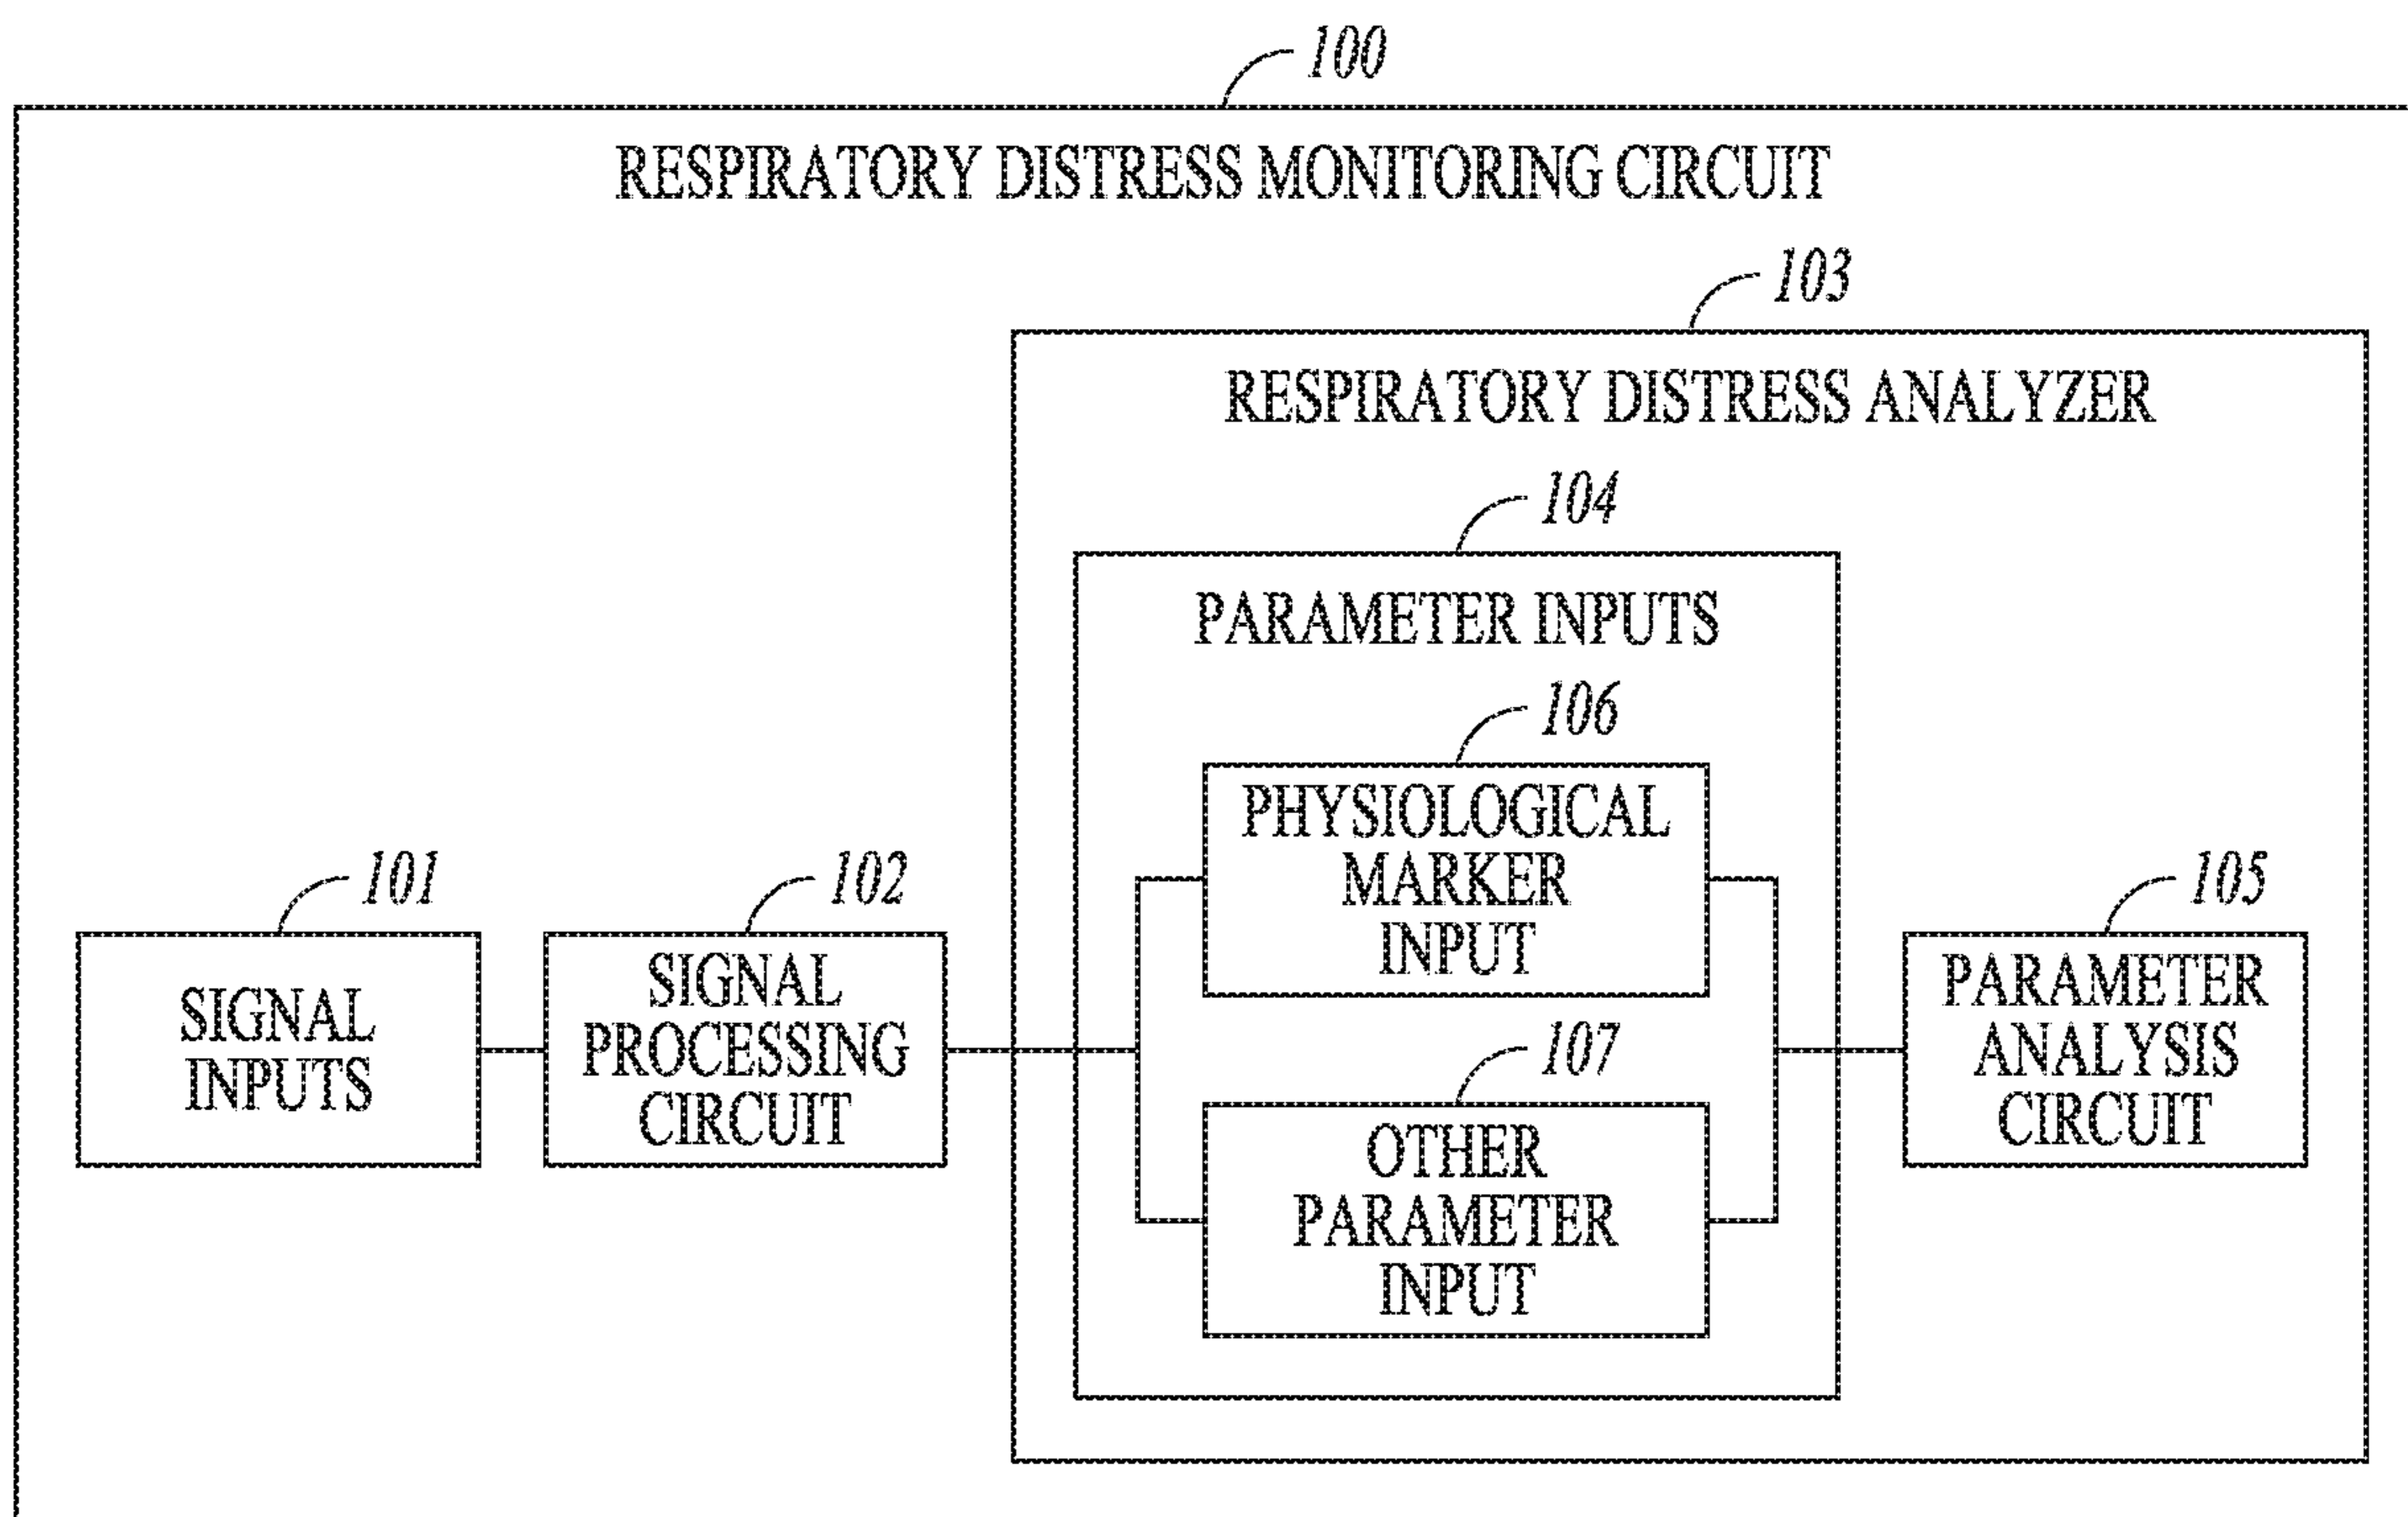 100
RESPIRATORY DISTRESS MONITORING CIRCUIT
103
RESPIRATORY DISTRESS ANALYZER
104
PARAMETER INPUTS
106
PHYSIOLOGICAL
MARKER
INPUT
101
SIGNAL
INPUTS
102
SIGNAL
PROCESSING
CIRCUIT
107
OTHER
PARAMETER
INPUT
105
PARAMETER
ANALYSIS
CIRCUIT